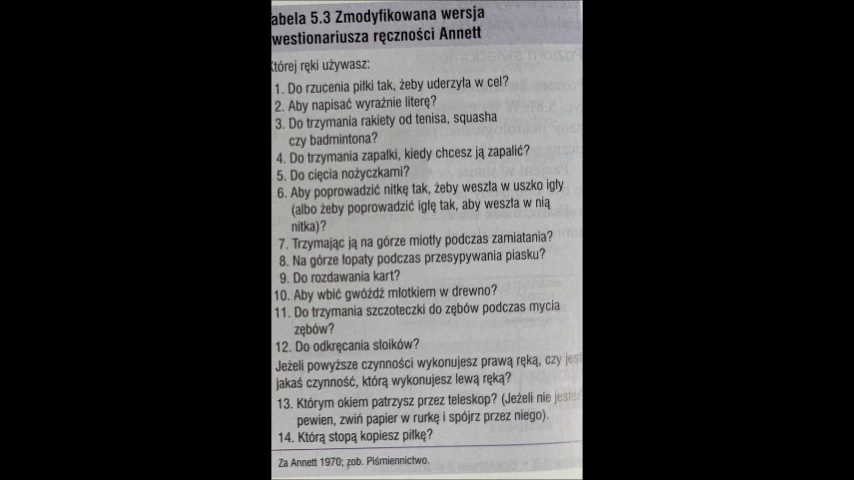 abela 5.3 Zmodyfikowana wersja
westionariusza ręczności Annett
Której ręki używasz:
1. Do rzucenia piłki tak, żeby uderzyła w cel?
2. Aby napisać wyraźnie literę?
3. Do trzymania rakiety od tenisa, squasha
czy badmintona?
4. Do trzymania zapałki, kiedy chcesz ją zapalić?
5. Do cięcia nożyczkami?
6. Aby poprowadzić nitkę tak, żeby weszła w uszko igły
(albo żeby poprowadzić igłę tak, aby weszła w nią
nitka)?
7. Trzymając ją na górze miotły podczas zamiatania?
8. Na górze łopaty podczas przesypywania piasku?
9. Do rozdawania kart?
10. Aby wbić gwóźdź młotkiem w drewno?
11. Do trzymania szczoteczki do zębów podczas mycia
zębów?
12. Do odkręcania słoików?
Jeżeli powyższe czynności wykonujesz prawą ręką, czy jest
jakaś czynność, którą wykonujesz lewą ręką?
13. Którym okiem patrzysz przez teleskop? (Jeżeli nie jesteś
pewien, zwiń papier w rurkę i spójrz przez niego).
14. Którą stopą kopiesz piłkę?
Za Annett 1970; zob. Piśmiennictwo.